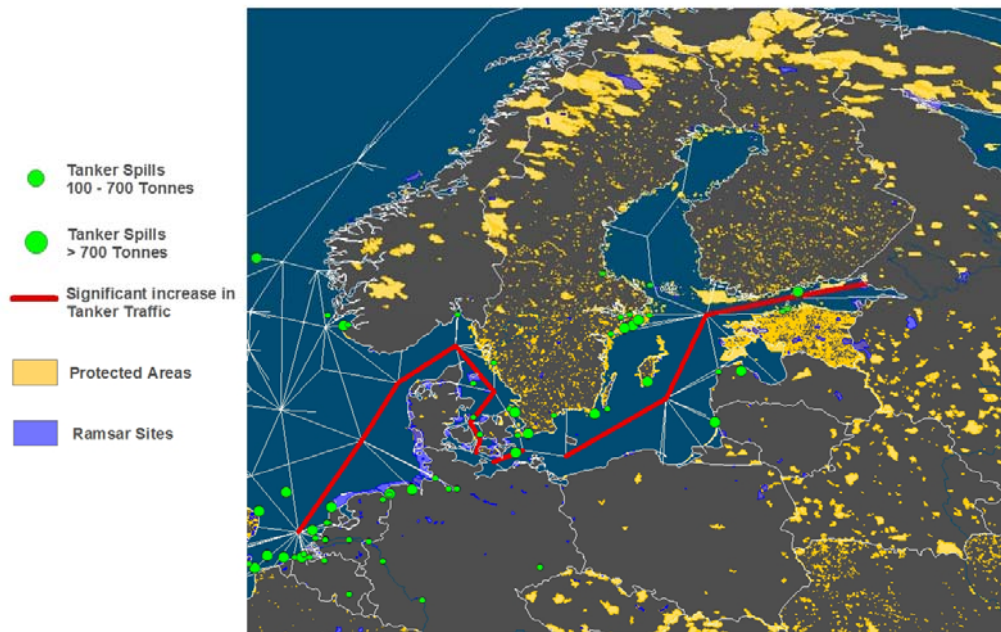 Tanker Spills
100 - 700 Tonnes
Tanker Spills
> 700 Tonnes
Significant increase in
Tanker Traffic
Protected Areas
Ramsar Sites